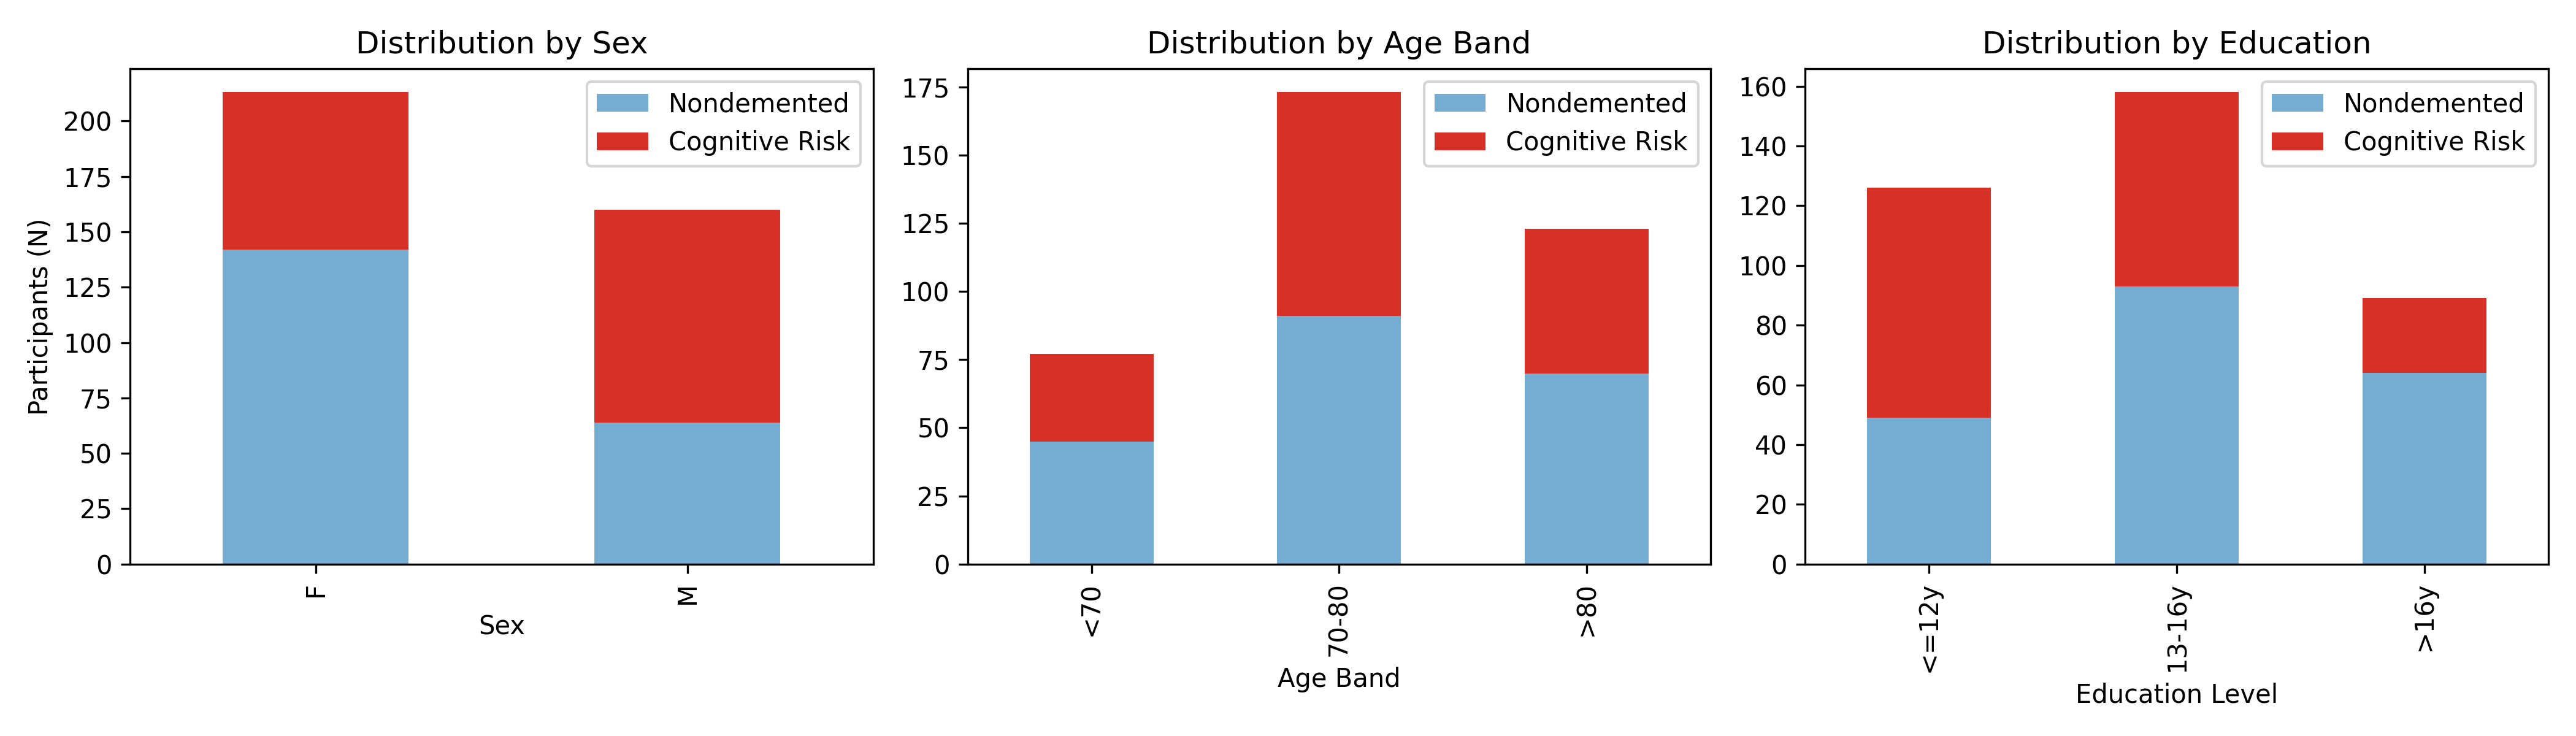 Distribution by Sex
Participants (N)
200
175
150
125
100
75
50
25
0
Nondemented
Cognitive Risk
F
M
Sex
Distribution by Age Band
175
150
125
100
75
50
25
0
Nondemented
Cognitive Risk
<70
70-80
>80
Age Band
Distribution by Education
160
140
120
100
80
60
40
20
0
Nondemented
Cognitive Risk
<=12y
13-16y
>16y
Education Level